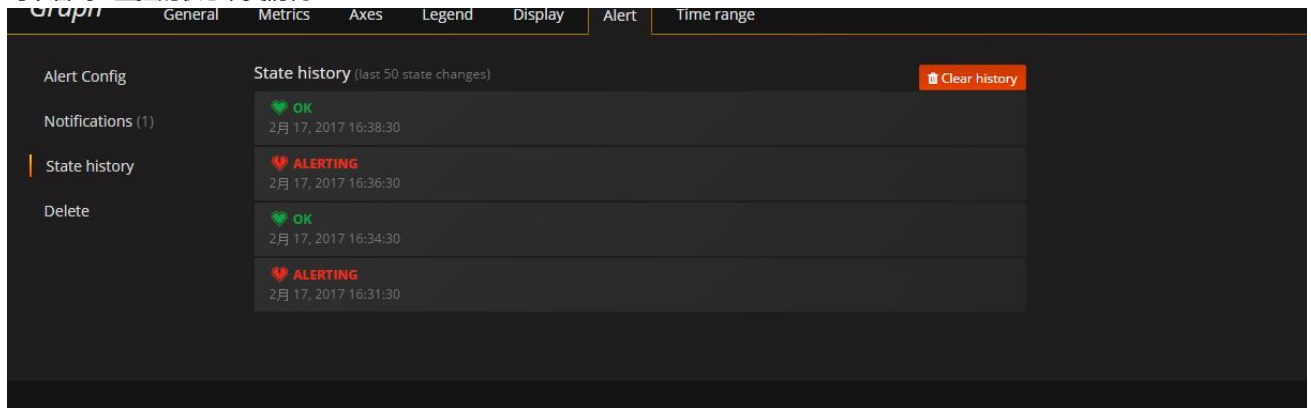 Graph General Metrics Axes Legend Display Alert Time range
Alert Config
Notifications (1)
State history
Delete
State history (last 50 state changes)
Clear history
OK
2月 17, 2017 16:38:30
ALERTING
2月 17, 2017 16:36:30
OK
2月 17, 2017 16:34:30
ALERTING
2月 17, 2017 16:31:30